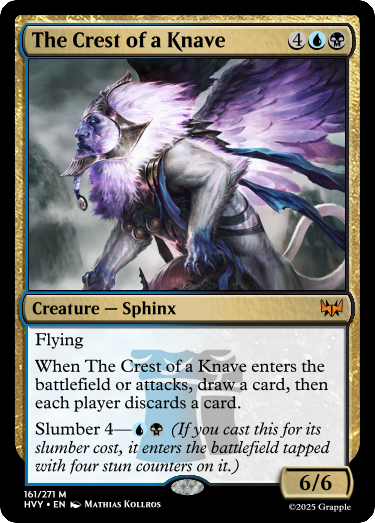 The Crest of a Knave 4
Creature — Sphinx
Flying
When The Crest of a Knave enters the
battlefield or attacks, draw a card, then
each player discards a card.
Slumber 4— (If you cast this for its
slumber cost, it enters the battlefield tapped
with four stun counters on it.)
6/6
161/271 M
HVY • EN Mathias Kollros
©2025 Grapple